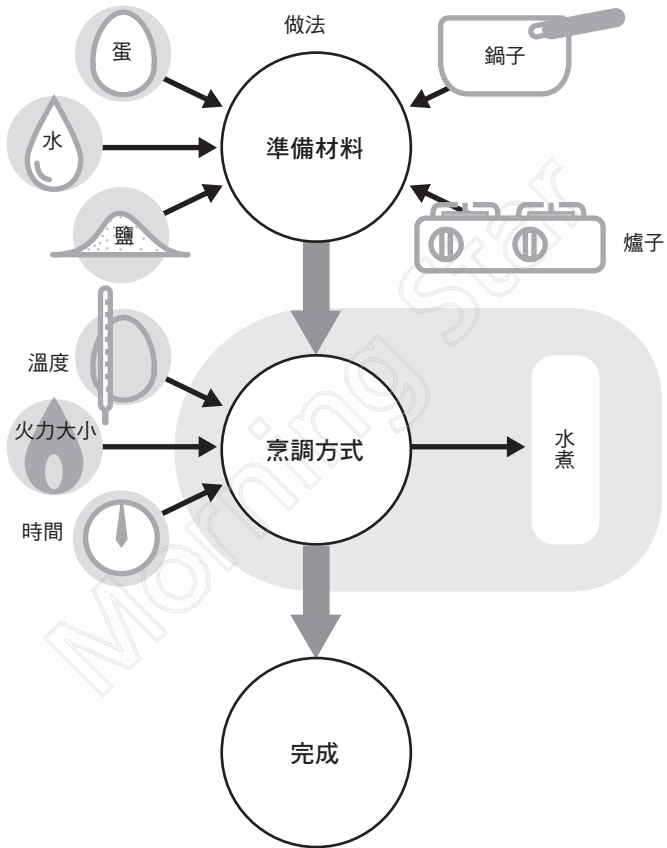 做法
蛋
鍋子
水
準備材料
鹽
爐子
溫度
火力大小
烹調方式
水煮
時間
完成
Morning Star